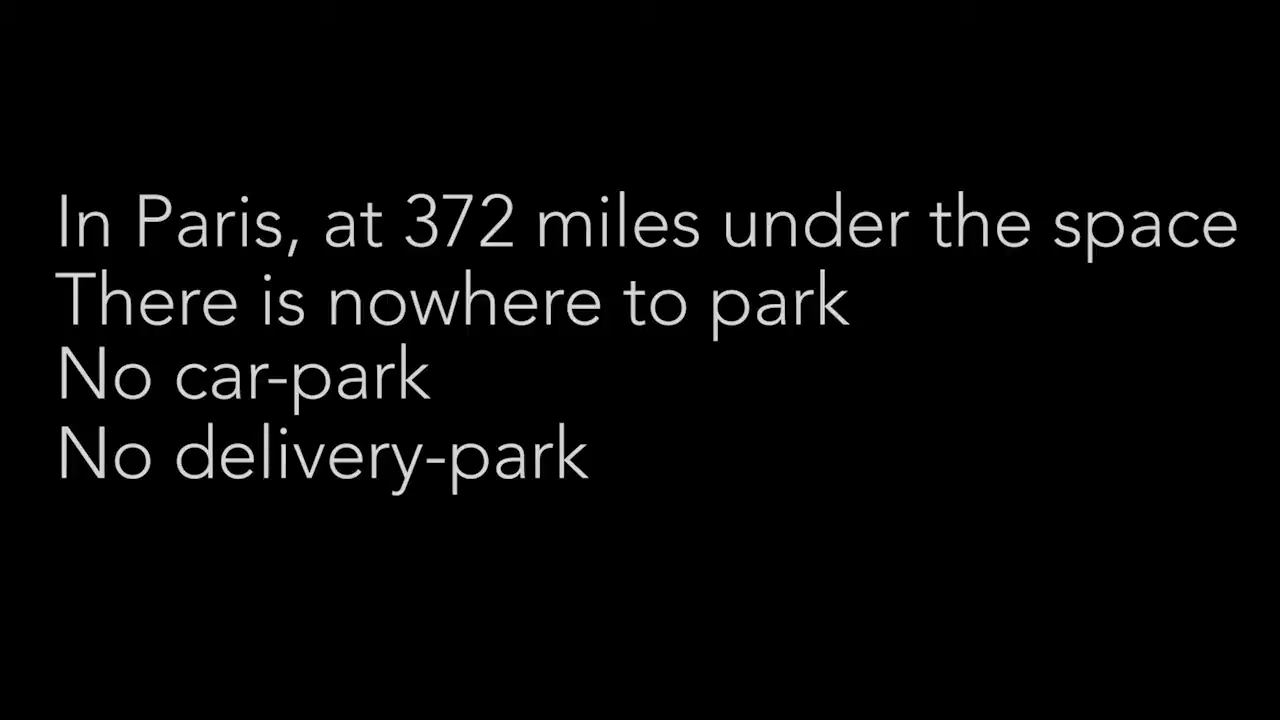 In Paris, at 372 miles under the space
There is nowhere to park
No car-park
No delivery-park